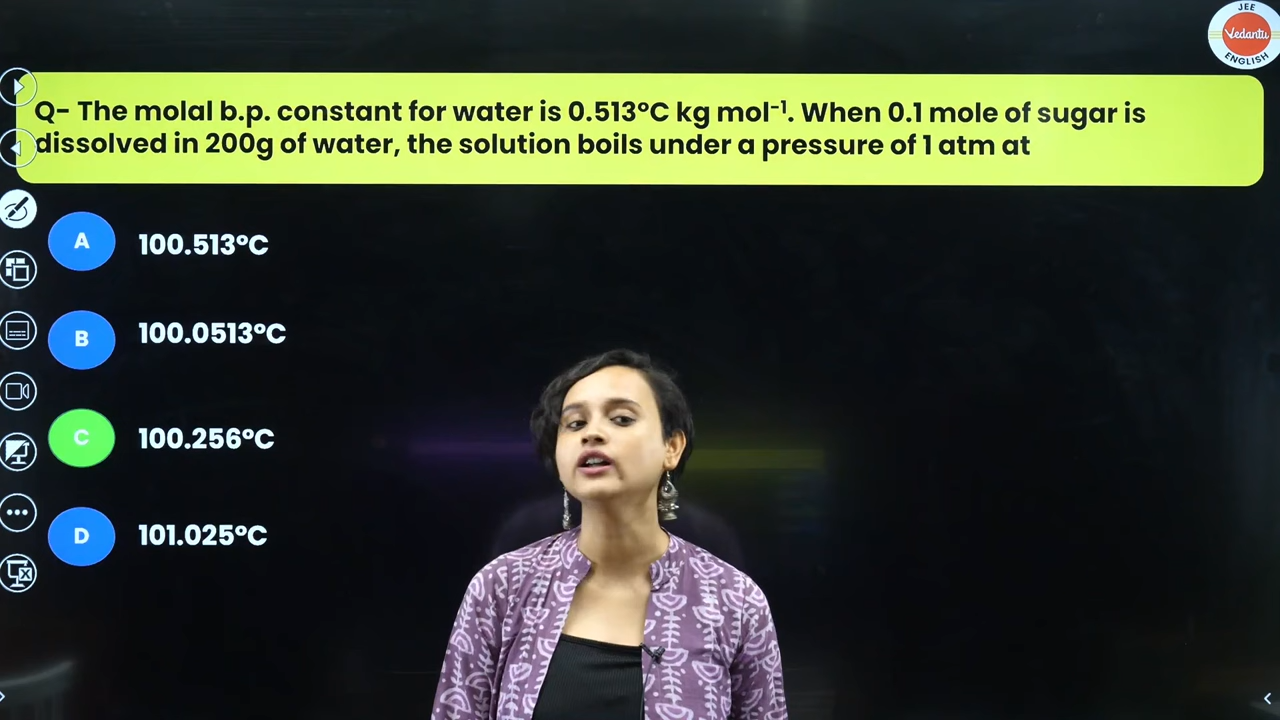 JEE
Vedantu
ENGLISH
Q- The molal b.p. constant for water is 0.513°C kg mol⁻¹. When 0.1 mole of sugar is
dissolved in 200g of water, the solution boils under a pressure of 1 atm at
A 100.513°C
B 100.0513°C
C 100.256°C
D 101.025°C